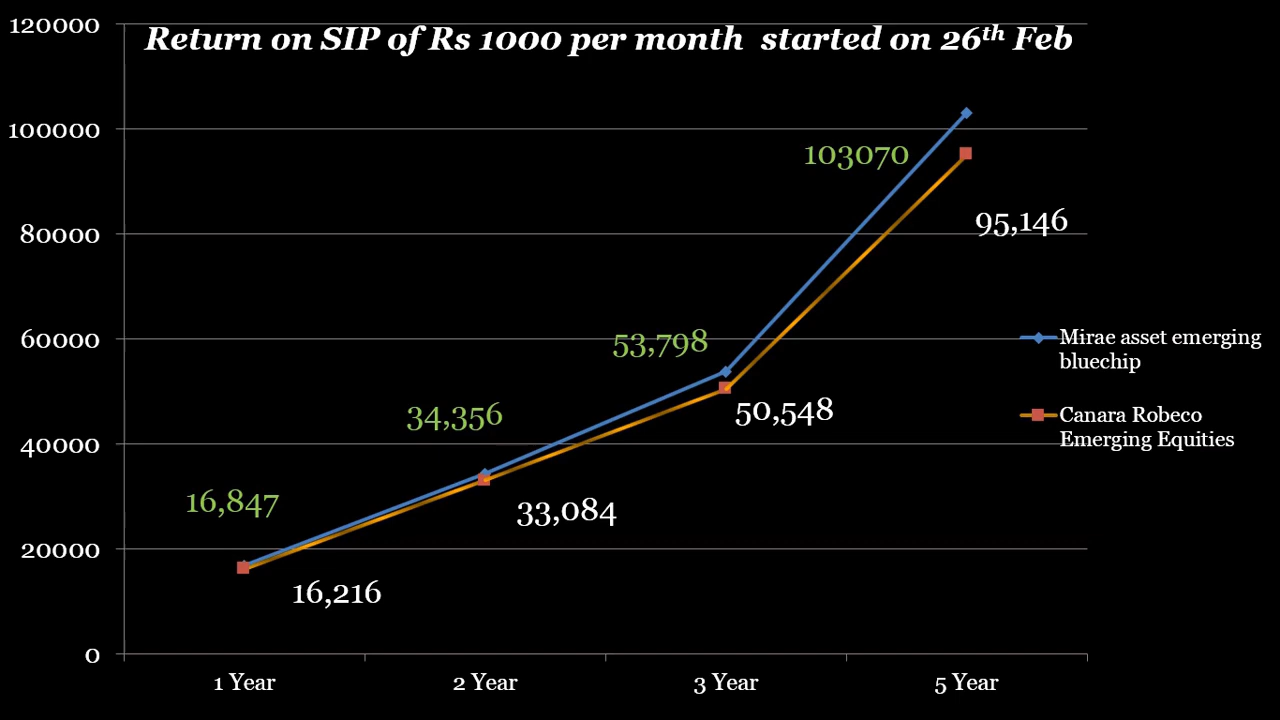 Return on SIP of Rs 1000 per month started on 26th Feb
120000
100000
80000
60000
40000
20000
0
103070
95,146
53,798
50,548
34,356
33,084
16,847
16,216
Mirae asset emerging
bluechip
Canara Robeco
Emerging Equities
1 Year
2 Year
3 Year
5 Year